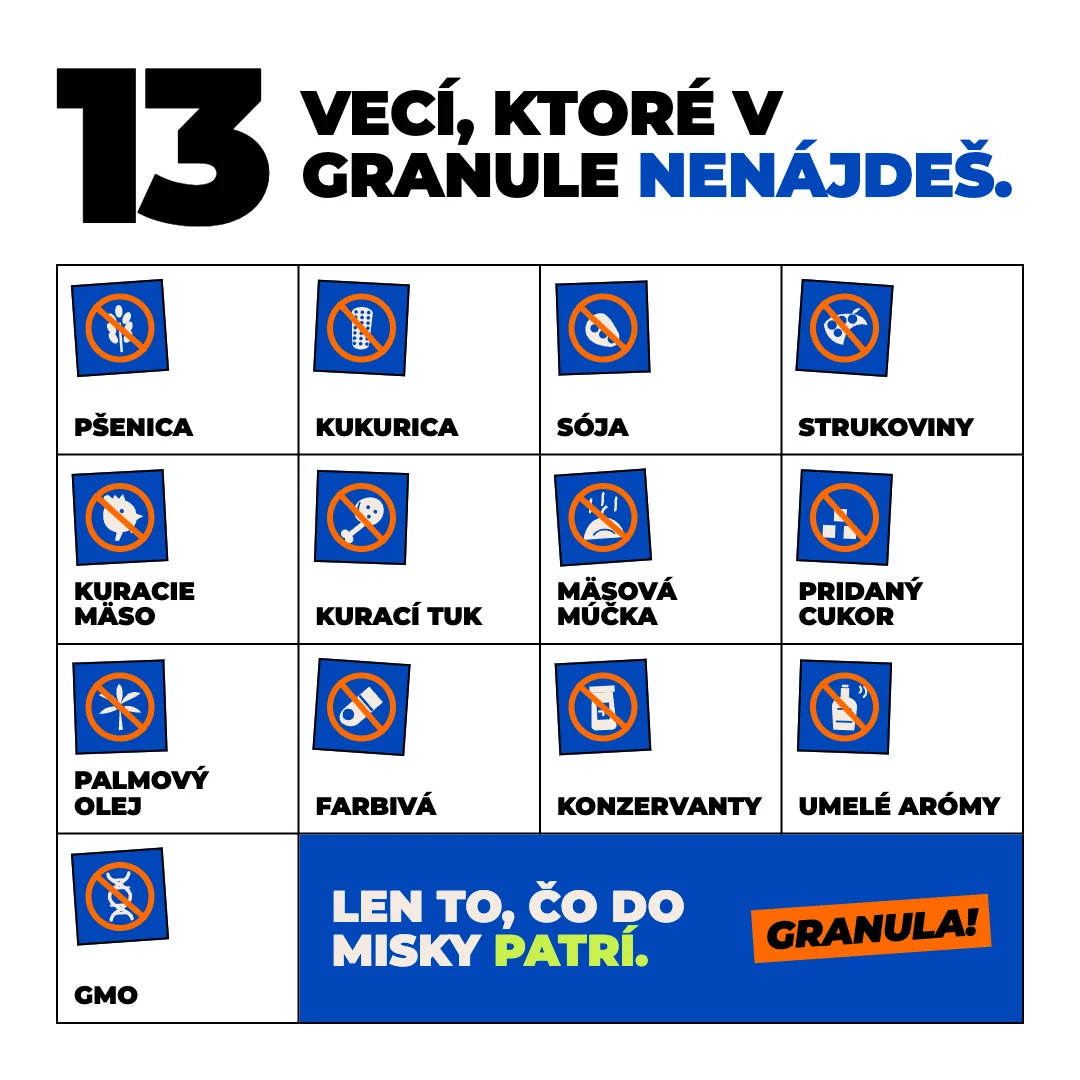 13 VECÍ, KTORÉ V
GRANULE NENÁJDEŠ.
PŠENICA
KUKURICA
SÓJA
STRUKOVINY
KURACIE
MÄSO
KURACÍ TUK
MÄSOVÁ
MÚČKA
PRIDANÝ
CUKOR
PALMOVÝ
OLEJ
FARBIVÁ
KONZERVANTY
UMELÉ ARÓMY
GMO
LEN TO, ČO DO
MISKY PATRÍ.
GRANULA!